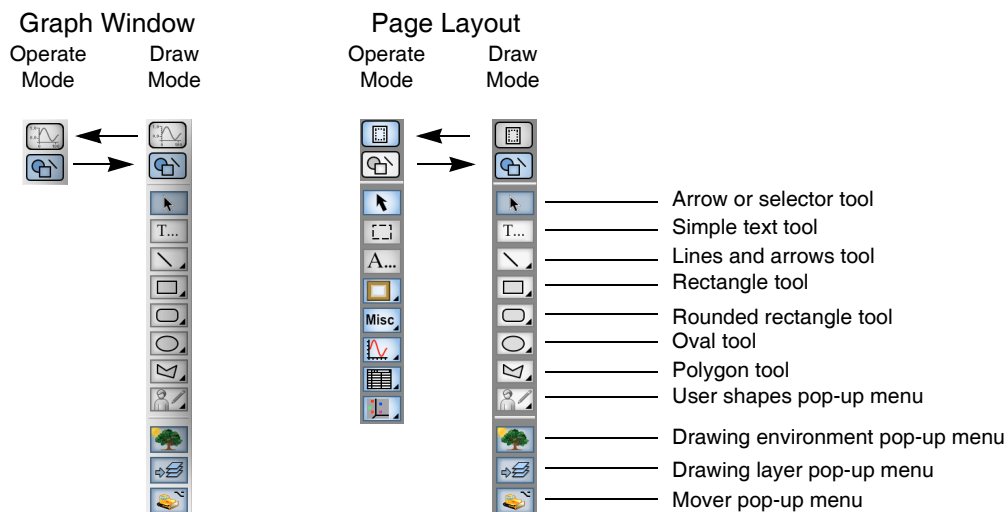 Graph Window
Page Layout
Operate Mode
Draw Mode
Operate Mode
Draw Mode
T...
A...
Misc
T...
Arrow or selector tool
Simple text tool
Lines and arrows tool
Rectangle tool
Rounded rectangle tool
Oval tool
Polygon tool
User shapes pop-up menu
Drawing environment pop-up menu
Drawing layer pop-up menu
Mover pop-up menu